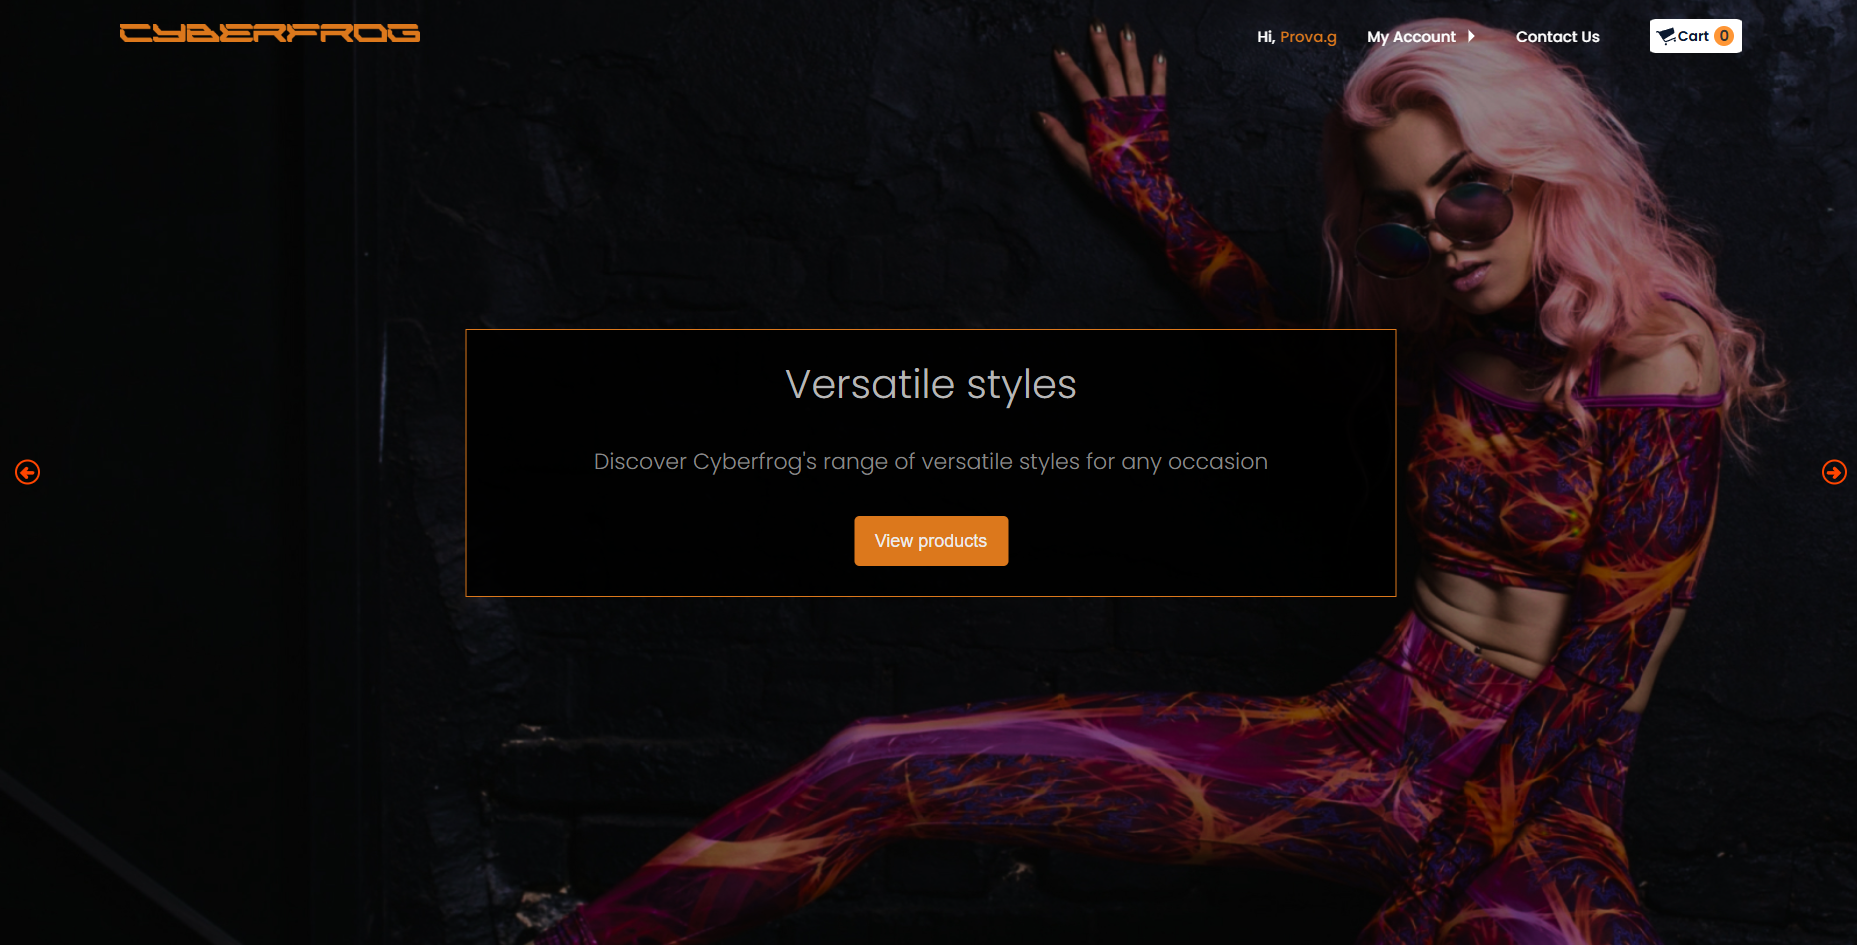 CYBERFROG
Hi, Prova.g
My Account
Contact Us
Cart 0
Versatile styles
Discover Cyberfrog's range of versatile styles for any occasion
View products